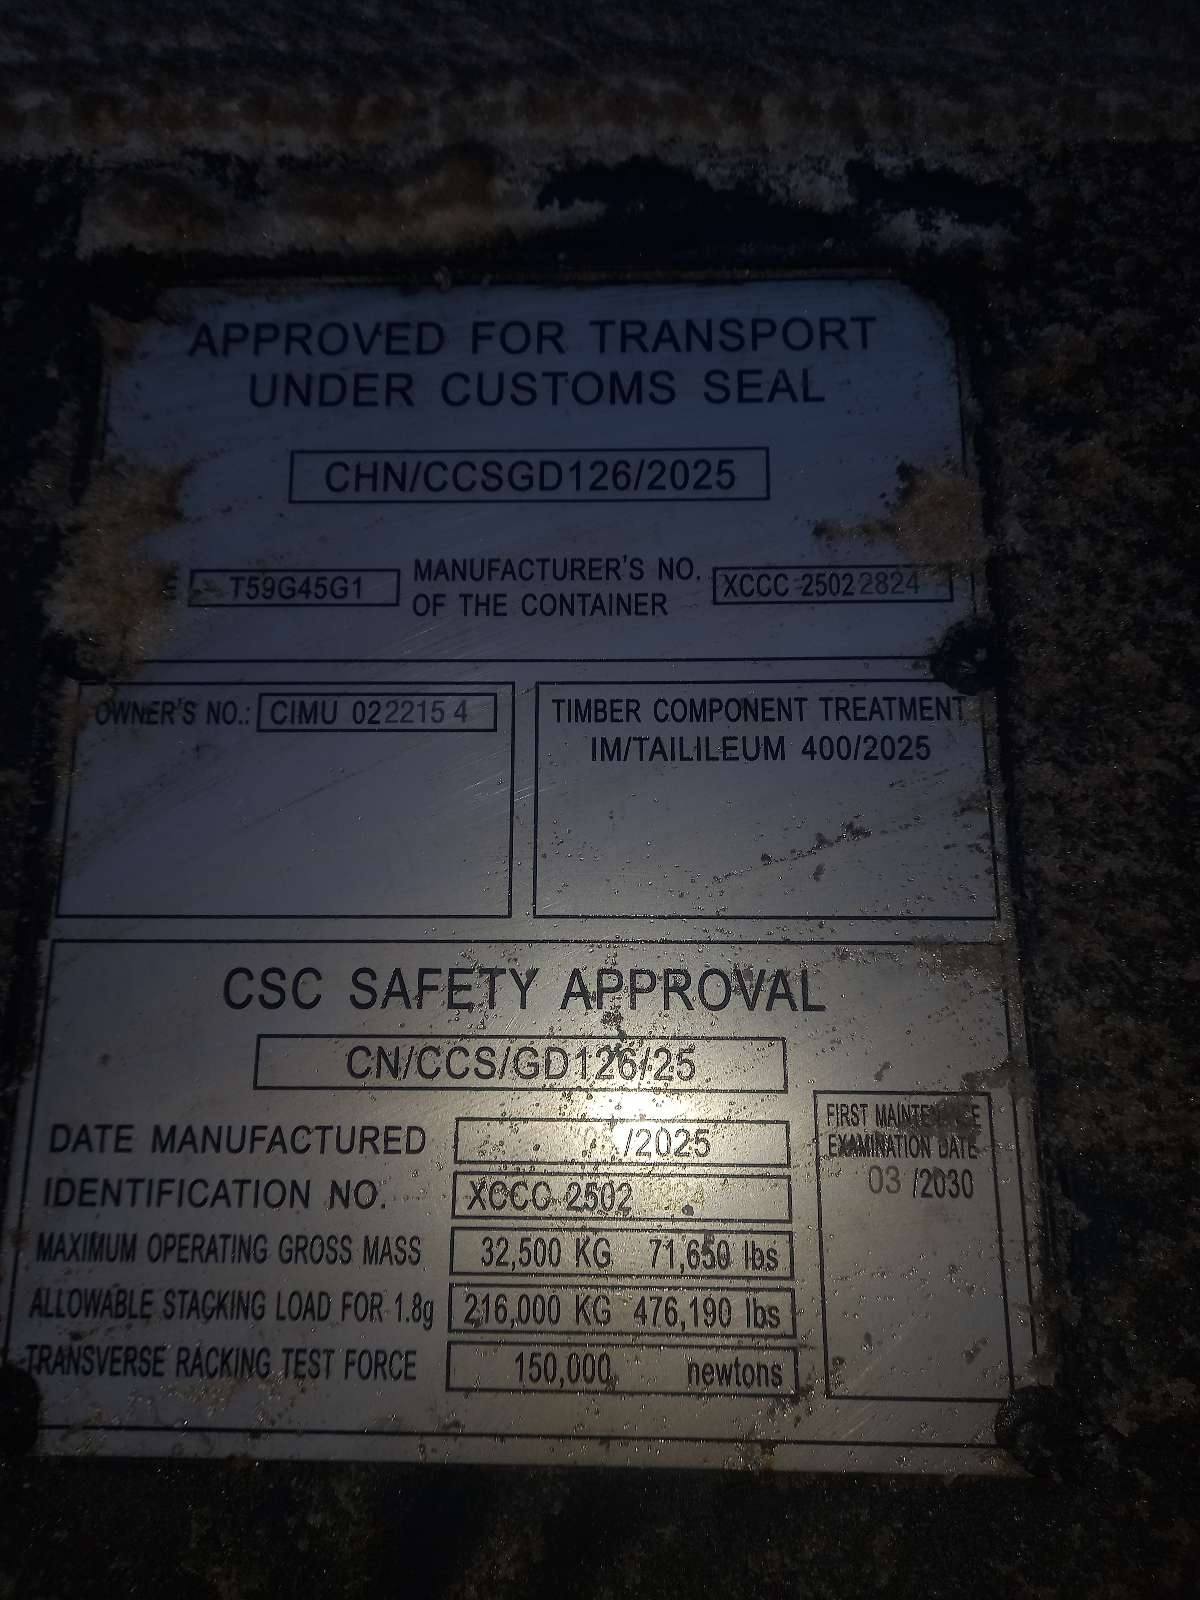 APPROVED FOR TRANSPORT
UNDER CUSTOMS SEAL
CHN/CCSGD126/2025
T59G45G1
MANUFACTURER'S NO.
OF THE CONTAINER
XCCC 25022824
OWNER'S NO.: CIMU 022215 4
TIMBER COMPONENT TREATMENT
IM/TAILILEUM 400/2025
CSC SAFETY APPROVAL
CN/CCS/GD126/25
DATE MANUFACTURED /2025
IDENTIFICATION NO. XCCC 2502
MAXIMUM OPERATING GROSS MASS 32,500 KG 71,650 lbs
ALLOWABLE STACKING LOAD FOR 1.8g 216,000 KG 476,190 lbs
TRANSVERSE RACKING TEST FORCE 150,000 newtons
FIRST MAINTENANCE
EXAMINATION DATE
03 /2030